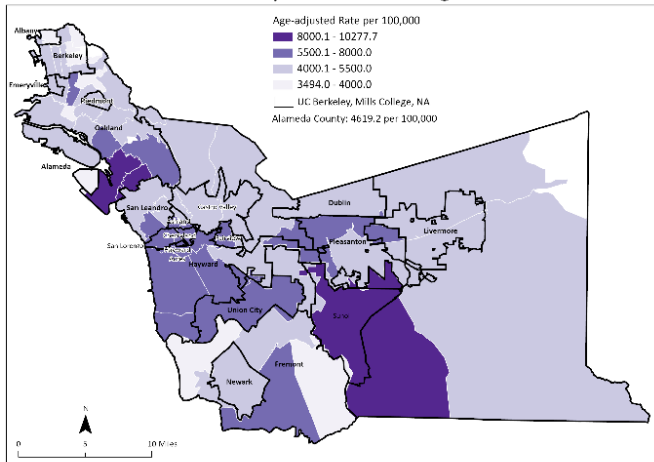 Age-adjusted Rate per 100,000
8000.1 - 10277.7
5500.1 - 8000.0
4000.1 - 5500.0
3494.0 - 4000.0
UC Berkeley, Mills College, NA
Alameda County: 4619.2 per 100,000
Albany
Berkeley
Emeryville
Piedmont
Oakland
Alameda
San Leandro
Castro Valley
San Lorenzo
Hayward
Dublin
Livermore
Pleasanton
Sunol
Union City
Fremont
Newark
N
0 5 10 Miles